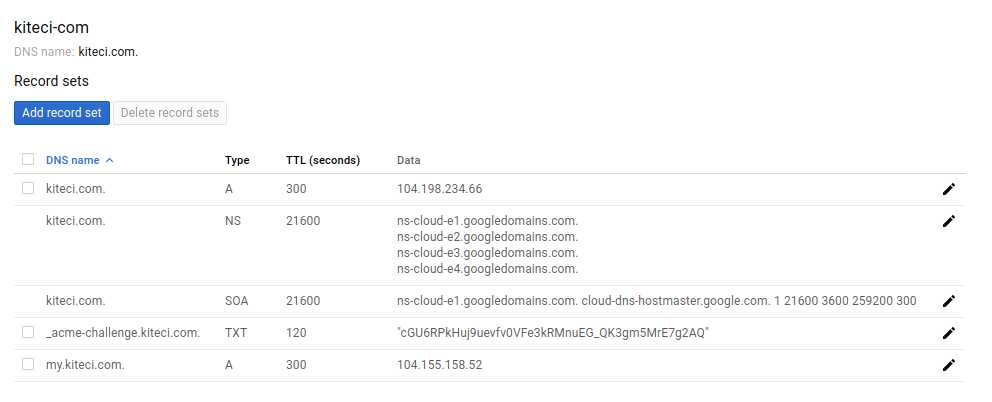 kiteci-com
DNS name: kiteci.com.
Record sets
Add record set Delete record sets
DNS name Type TTL (seconds) Data
kiteci.com. A 300 104.198.234.66
kiteci.com. NS 21600 ns-cloud-e1.googledomains.com.
ns-cloud-e2.googledomains.com.
ns-cloud-e3.googledomains.com.
ns-cloud-e4.googledomains.com.
kiteci.com. SOA 21600 ns-cloud-e1.googledomains.com. cloud-dns-hostmaster.google.com. 1 21600 3600 259200 300
_acme-challenge.kiteci.com. TXT 120 "cGU6RPkHuj9uevfv0VFe3kRMnuEG_QK3gm5MrE7g2AQ"
my.kiteci.com. A 300 104.155.158.52